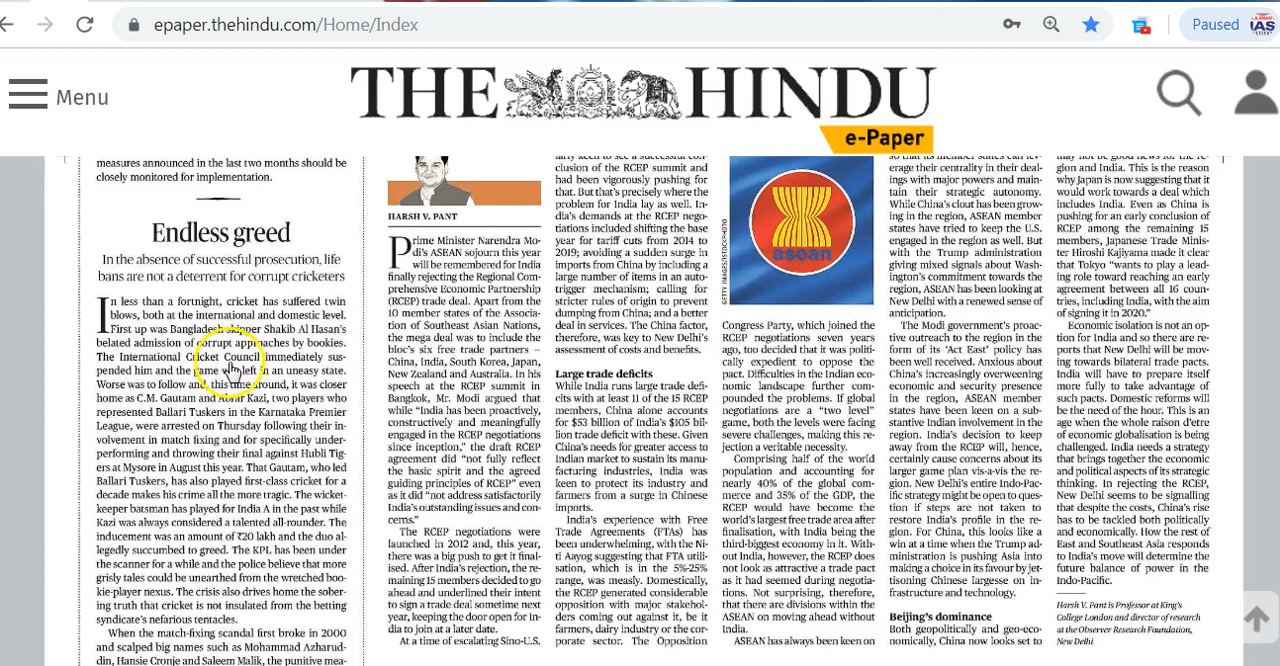 epaper.thehindu.com/Home/Index
Paused
IAS
Menu
THE HINDU
e-Paper
measures announced in the last two months should be
closely monitored for implementation.
Endless greed
In the absence of successful prosecution, life
bans are not a deterrent for corrupt cricketers
In less than a fortnight, cricket has suffered twin
blows, both at the international and domestic level.
First up was Bangladesh skipper Shakib Al Hasan's
belated admission of corrupt approaches by bookies.
The International Cricket Council immediately sus-
pended him and the game was left in an uneasy state.
Worse was to follow and this time around, it was closer
home as C.M. Gautam and Abrar Kazi, two players who
represented Ballari Tuskers in the Karnataka Premier
League, were arrested on Thursday following their in-
volvement in match fixing and for specifically under-
performing and throwing their final against Hubli Tig-
ers at Mysore in August this year. That Gautam, who led
Ballari Tuskers, has also played first-class cricket for a
decade makes his crime all the more tragic. The wicket-
keeper batsman has played for India A in the past while
Kazi was always considered a talented all-rounder. The
inducement was an amount of ₹20 lakh and the duo al-
legedly succumbed to greed. The KPL has been under
the scanner for a while and the police believe that more
grisly tales could be unearthed from the wretched boo-
kie-player nexus. The crisis also drives home the sober-
ing truth that cricket is not insulated from the betting
syndicate's nefarious tentacles.
When the match-fixing scandal first broke in 2000
and scalped big names such as Mohammad Azharud-
din, Hansie Cronje and Saleem Malik, the punitive mea-
HARSH V. PANT
Prime Minister Narendra Mo-
di's ASEAN sojourn this year
will be remembered for India
finally rejecting the Regional Com-
prehensive Economic Partnership
(RCEP) trade deal. Apart from the
10 member states of the Associa-
tion of Southeast Asian Nations,
the mega deal was to include the
bloc's six free trade partners –
China, India, South Korea, Japan,
New Zealand and Australia. In his
speech at the RCEP summit in
Bangkok, Mr. Modi argued that
while "India has been proactively,
constructively and meaningfully
engaged in the RCEP negotiations
since inception," the draft RCEP
agreement did "not fully reflect
the basic spirit and the agreed
guiding principles of RCEP" even
as it did "not address satisfactorily
India's outstanding issues and con-
cerns."
The RCEP negotiations were
launched in 2012 and, this year,
there was a big push to get it final-
ised. After India's rejection, the re-
maining 15 members decided to go
ahead and underlined their intent
to sign a trade deal sometime next
year, keeping the door open for In-
dia to join at a later date.
At a time of escalating Sino-U.S.
larly keen to see a successful con-
clusion of the RCEP summit and
had been vigorously pushing for
that. But that's precisely where the
problem for India lay as well. In-
dia's demands at the RCEP nego-
tiations included shifting the base
year for tariff cuts from 2014 to
2019; avoiding a sudden surge in
imports from China by including a
large number of items in an auto-
trigger mechanism; calling for
stricter rules of origin to prevent
dumping from China; and a better
deal in services. The China factor,
therefore, was key to New Delhi's
assessment of costs and benefits.
Large trade deficits
While India runs large trade defi-
cits with at least 11 of the 15 RCEP
members, China alone accounts
for $53 billion of India's $105 bil-
lion trade deficit with these. Given
China's needs for greater access to
Indian market to sustain its manu-
facturing industries, India was
keen to protect its industry and
farmers from a surge in Chinese
imports.
India's experience with Free
Trade Agreements (FTAs) has
been underwhelming, with the Ni-
ti Aayog suggesting that FTA utili-
sation, which is in the 5%-25%
range, was measly. Domestically,
the RCEP generated considerable
opposition with major stakehold-
ers coming out against it, be it
farmers, dairy industry or the cor-
porate sector. The Opposition
GETTY IMAGES/ISTOCKPHOTO
asean
Congress Party, which joined the
RCEP negotiations seven years
ago, too decided that it was politi-
cally expedient to oppose the
pact. Difficulties in the Indian eco-
nomic landscape further com-
pounded the problems. If global
negotiations are a "two level"
game, both the levels were facing
severe challenges, making this re-
jection a veritable necessity.
Comprising half of the world
population and accounting for
nearly 40% of the global com-
merce and 35% of the GDP, the
RCEP would have become the
world's largest free trade area after
finalisation, with India being the
third-biggest economy in it. With-
out India, however, the RCEP does
not look as attractive a trade pact
as it had seemed during negotia-
tions. Not surprising, therefore,
that there are divisions within the
ASEAN on moving ahead without
India.
ASEAN has always been keen on
so that its member states can lev-
erage their centrality in their deal-
ings with major powers and main-
tain their strategic autonomy.
While China's clout has been grow-
ing in the region, ASEAN member
states have tried to keep the U.S.
engaged in the region as well. But
with the Trump administration
giving mixed signals about Wash-
ington's commitment towards the
region, ASEAN has been looking at
New Delhi with a renewed sense of
anticipation.
The Modi government's proac-
tive outreach to the region in the
form of its 'Act East' policy has
been well received. Anxious about
China's increasingly overweening
economic and security presence
in the region, ASEAN member
states have been keen on a sub-
stantive Indian involvement in the
region. India's decision to keep
away from the RCEP will, hence,
certainly cause concerns about its
larger game plan vis-a-vis the re-
gion. New Delhi's entire Indo-Pac-
ific strategy might be open to ques-
tion if steps are not taken to
restore India's profile in the re-
gion. For China, this looks like a
win at a time when the Trump ad-
ministration is pushing Asia into
making a choice in its favour by jet-
tisoning Chinese largesse on in-
frastructure and technology.
Beijing's dominance
Both geopolitically and geo-eco-
nomically, China now looks set to
may not be good news for the re-
gion and India. This is the reason
why Japan is now suggesting that it
would work towards a deal which
includes India. Even as China is
pushing for an early conclusion of
RCEP among the remaining 15
members, Japanese Trade Minis-
ter Hiroshi Kajiyama made it clear
that Tokyo "wants to play a lead-
ing role toward reaching an early
agreement between all 16 coun-
tries, including India, with the aim
of signing it in 2020."
Economic isolation is not an op-
tion for India and so there are re-
ports that New Delhi will be mov-
ing towards bilateral trade pacts.
India will have to prepare itself
more fully to take advantage of
such pacts. Domestic reforms will
be the need of the hour. This is an
age when the whole raison d'etre
of economic globalisation is being
challenged. India needs a strategy
that brings together the economic
and political aspects of its strategic
thinking. In rejecting the RCEP,
New Delhi seems to be signalling
that despite the costs, China's rise
has to be tackled both politically
and economically. How the rest of
East and Southeast Asia responds
to India's move will determine the
future balance of power in the
Indo-Pacific.
Harsh V. Pant is Professor at King's
College London and director of research
at the Observer Research Foundation,
New Delhi